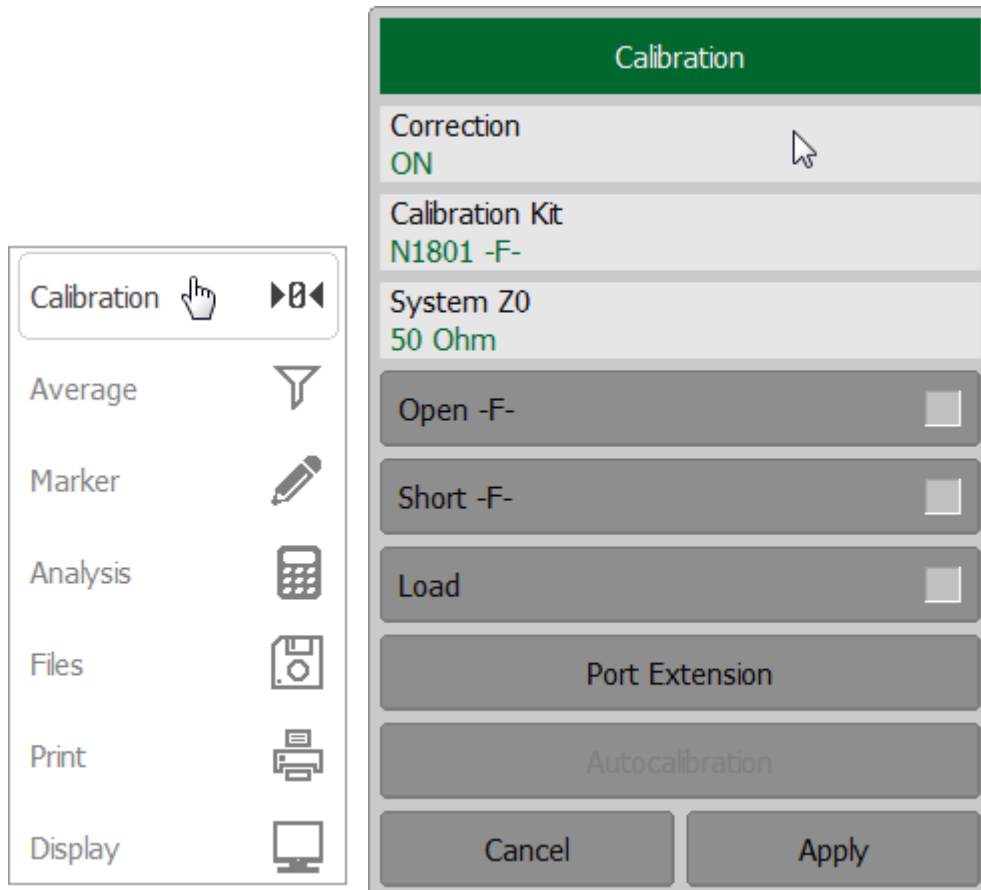 Calibration
Average
Marker
Analysis
Files
Print
Display
Calibration
Correction
ON
Calibration Kit
N1801 -F-
System Z0
50 Ohm
Open -F-
Short -F-
Load
Port Extension
Autocalibration
Cancel
Apply